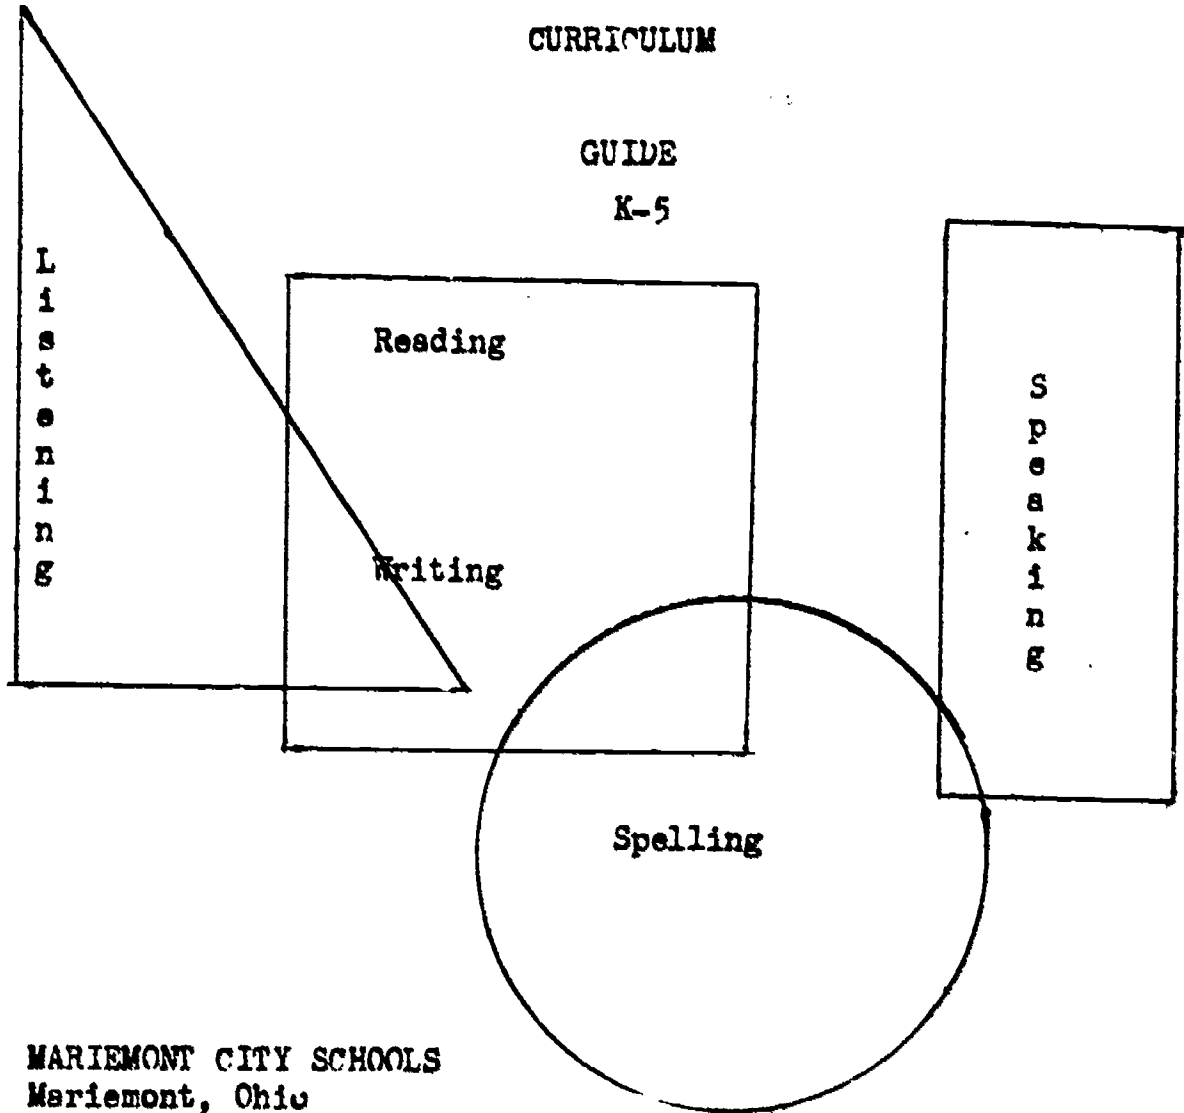 CURRICULUM
GUIDE
K-5
Listening
Reading
Speaking
Writing
Spelling
MARIEMONT CITY SCHOOLS
Mariemont, Ohio